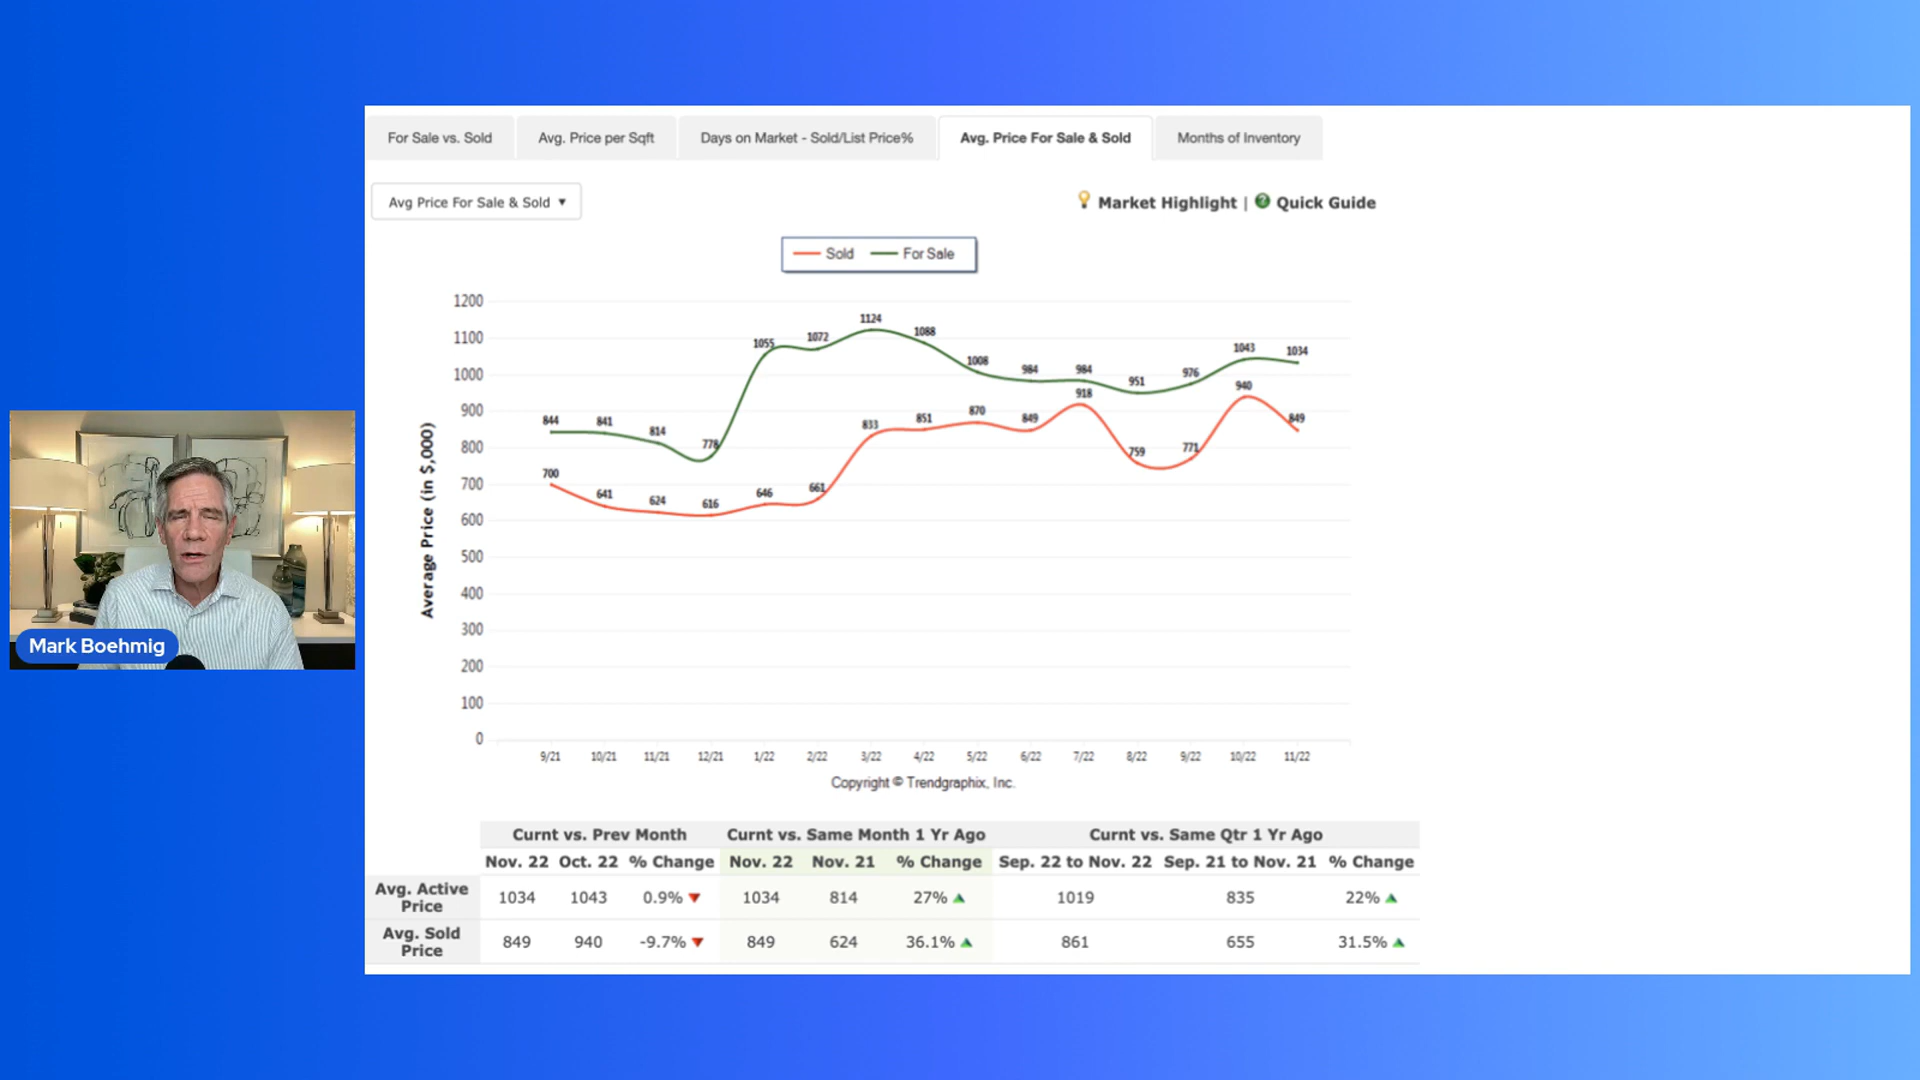 For Sale vs. Sold
Avg. Price per Sqft
Days on Market - Sold/List Price%
Avg. Price For Sale & Sold
Months of Inventory
Avg Price For Sale & Sold ▼
Market Highlight | ? Quick Guide
Sold For Sale
Average Price (in $,000)
1200
1100
1000
900
800
700
600
500
400
300
200
100
0
844 841 814 778 1055 1072 1124 1088 1008 984 984 951 976 1043 1034
700 641 624 616 646 661 833 851 870 849 918 759 771 940 849
9/21 10/21 11/21 12/21 1/22 2/22 3/22 4/22 5/22 6/22 7/22 8/22 9/22 10/22 11/22
Copyright © Trendgraphix, Inc.
Curnt vs. Prev Month Curnt vs. Same Month 1 Yr Ago Curnt vs. Same Qtr 1 Yr Ago
Nov. 22 Oct. 22 % Change Nov. 22 Nov. 21 % Change Sep. 22 to Nov. 22 Sep. 21 to Nov. 21 % Change
Avg. Active
Price
1034 1043 0.9% 1034 814 27% 1019 835 22%
Avg. Sold
Price
849 940 -9.7% 849 624 36.1% 861 655 31.5%
Mark Boehmig